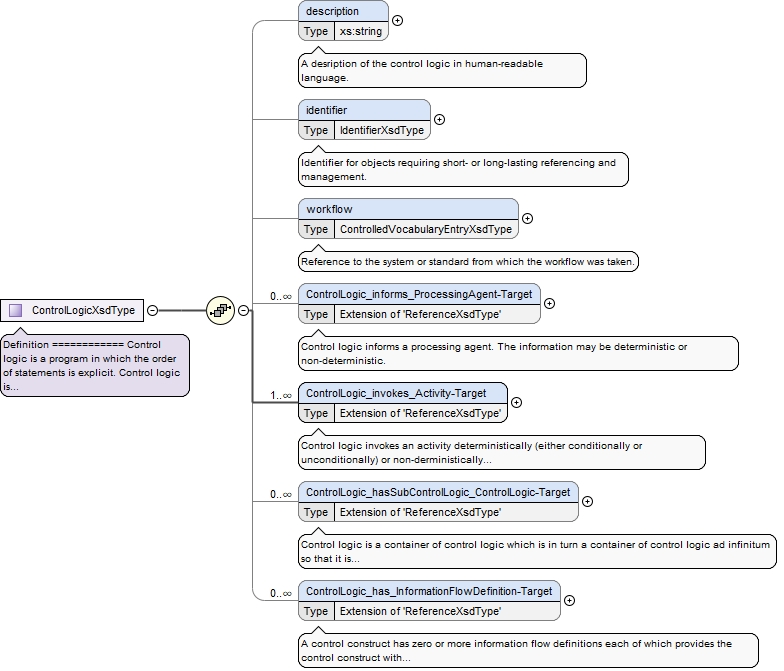 description
Type xs:string
A desription of the control logic in human-readable
language.
identifier
Type IdentifierXsdType
Identifier for objects requiring short- or long-lasting referencing and
management.
workflow
Type ControlledVocabularyEntryXsdType
Reference to the system or standard from which the workflow was taken.
ControlLogicXsdType
Definition ============ Control
logic is a program in which the order
of statements is explicit. Control logic
is...
0..∞ ControlLogic_informs_ProcessingAgent-Target
Type Extension of 'ReferenceXsdType'
Control logic informs a processing agent. The information may be deterministic or
non-deterministic.
1..∞ ControlLogic_invokes_Activity-Target
Type Extension of 'ReferenceXsdType'
Control logic invokes an activity deterministically (either conditionally or
unconditionally) or non-derministically...
0..∞ ControlLogic_hasSubControlLogic_ControlLogic-Target
Type Extension of 'ReferenceXsdType'
Control logic is a container of control logic which is in turn a container of control logic ad infinitum
so that it is...
0..∞ ControlLogic_has_InformationFlowDefinition-Target
Type Extension of 'ReferenceXsdType'
A control construct has zero or more information flow definitions each of which provides the
control construct with...